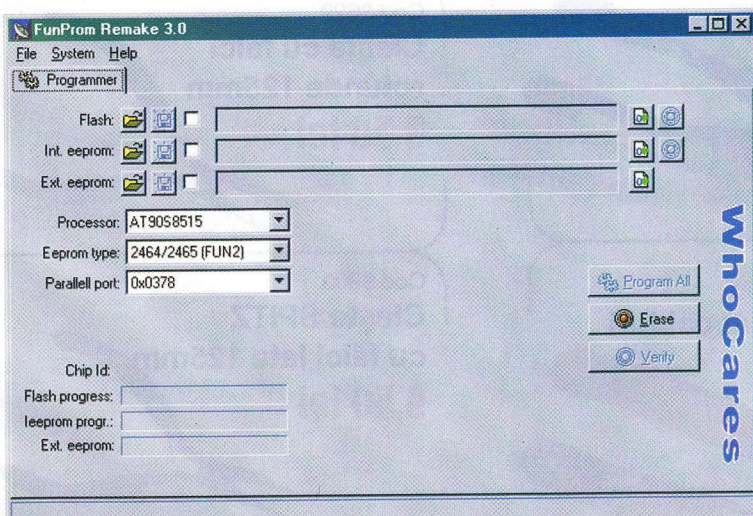 FunProm Remake 3.0
File System Help
Programmer
Flash:
Int. eeprom:
Ext. eeprom:
Processor: AT90S8515
Eeprom type: 2464/2465 (FUN2)
Parallell port: 0x0378
Program All
Erase
Verify
WhoCares
Chip Id:
Flash progress:
Ieeprom progr.:
Ext. eeprom: